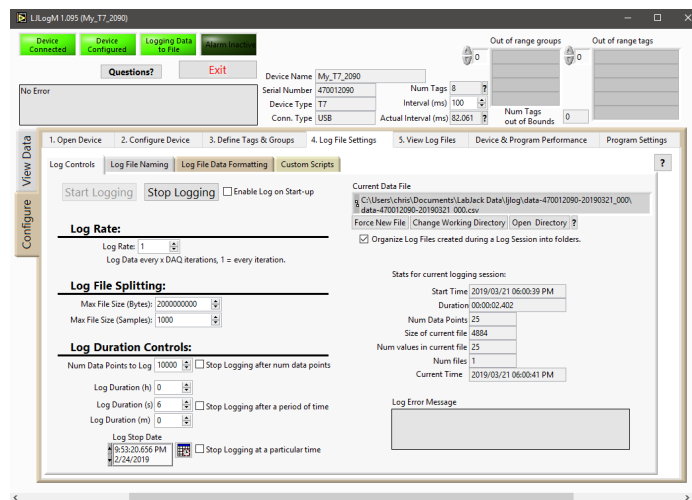 LJLogM 1.095 (My_T7_2090)
Device Connected
Device Configured
Logging Data to File
Alarm Inactive
Questions?
Exit
No Error
Device Name My_T7_2090
Serial Number 470012090
Device Type T7
Conn. Type USB
Num Tags 8 ?
Interval (ms) 100
Actual Interval (ms) 82.061 ?
Out of range groups
0
Num Tags out of Bounds 0
Out of range tags
0
View Data
Configure
1. Open Device
2. Configure Device
3. Define Tags & Groups
4. Log File Settings
5. View Log Files
Device & Program Performance
Program Settings
Log Controls
Log File Naming
Log File Data Formatting
Custom Scripts
?
Start Logging
Stop Logging
Enable Log on Start-up
Log Rate:
Log Rate: 1
Log Data every x DAQ iterations, 1 = every iteration.
Log File Splitting:
Max File Size (Bytes): 2000000000
Max File Size (Samples): 1000
Log Duration Controls:
Num Data Points to Log 10000 Stop Logging after num data points
Log Duration (h) 0
Log Duration (s) 6 Stop Logging after a period of time
Log Duration (m) 0
Log Stop Date
9:53:20.656 PM
2/24/2019
Stop Logging at a particular time
Current Data File
C:\Users\chris\Documents\LabJack Data\ljlog\data-470012090-20190321_000\
data-470012090-20190321_000.csv
Force New File
Change Working Directory
Open Directory
?
Organize Log Files created during a Log Session into folders.
Stats for current logging session:
Start Time 2019/03/21 06:00:39 PM
Duration 00:00:02.402
Num Data Points 25
Size of current file 4884
Num values in current file 25
Num files 1
Current Time 2019/03/21 06:00:41 PM
Log Error Message